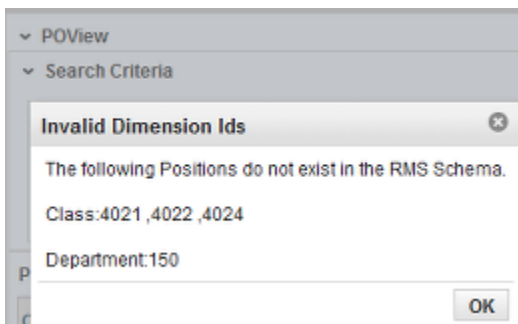 POView
Search Criteria
Invalid Dimension Ids
The following Positions do not exist in the RMS Schema.
Class:4021 ,4022 ,4024
Department:150
P
OK